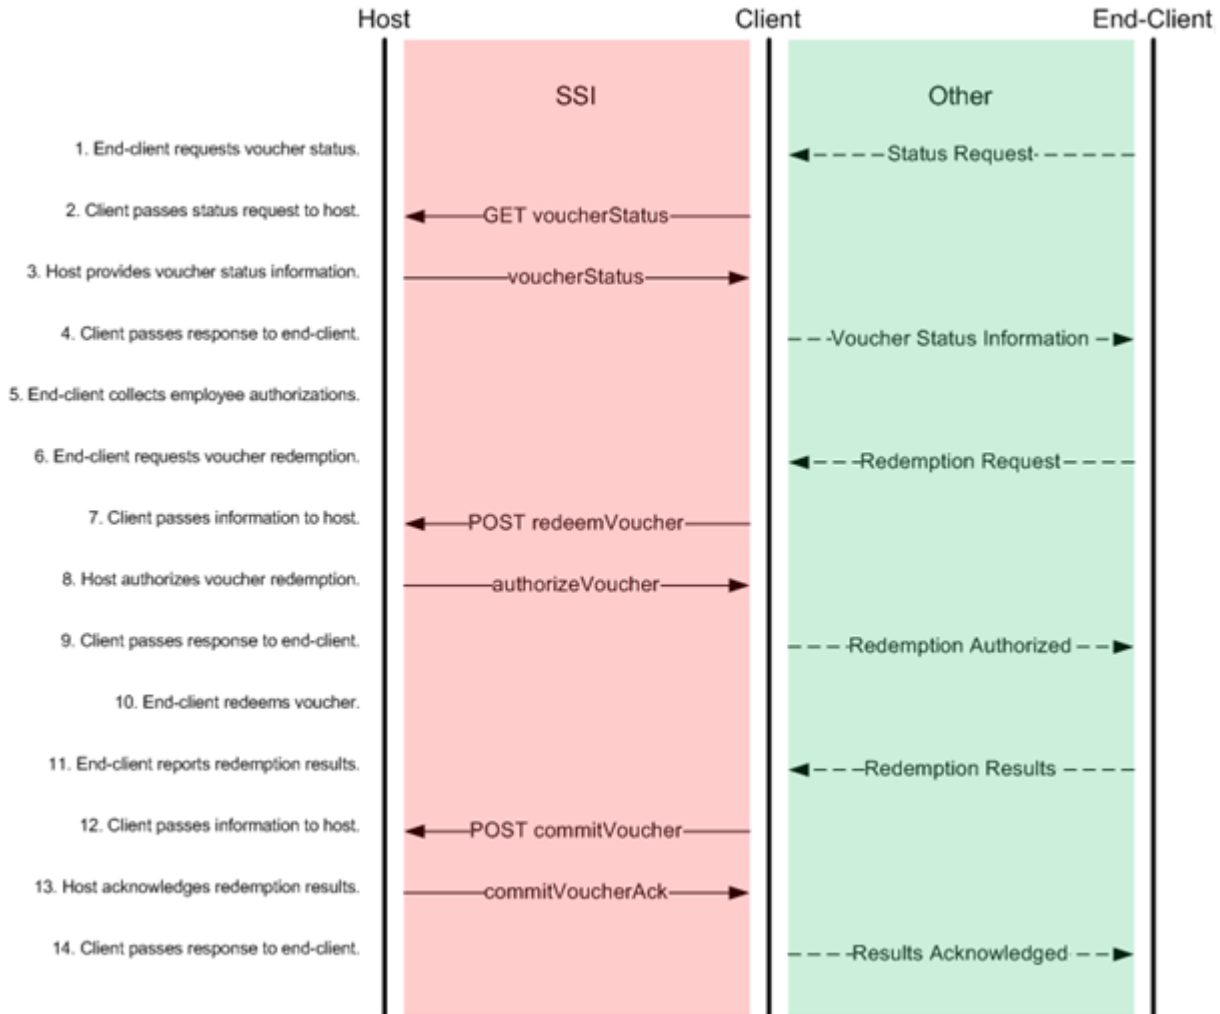 Host Client End-Client
SSI Other
1. End-client requests voucher status. Status Request
2. Client passes status request to host. GET voucherStatus
3. Host provides voucher status information. voucherStatus
4. Client passes response to end-client. Voucher Status Information
5. End-client collects employee authorizations.
6. End-client requests voucher redemption. Redemption Request
7. Client passes information to host. POST redeemVoucher
8. Host authorizes voucher redemption. authorizeVoucher
9. Client passes response to end-client. Redemption Authorized
10. End-client redeems voucher.
11. End-client reports redemption results. Redemption Results
12. Client passes information to host. POST commitVoucher
13. Host acknowledges redemption results. commitVoucherAck
14. Client passes response to end-client. Results Acknowledged